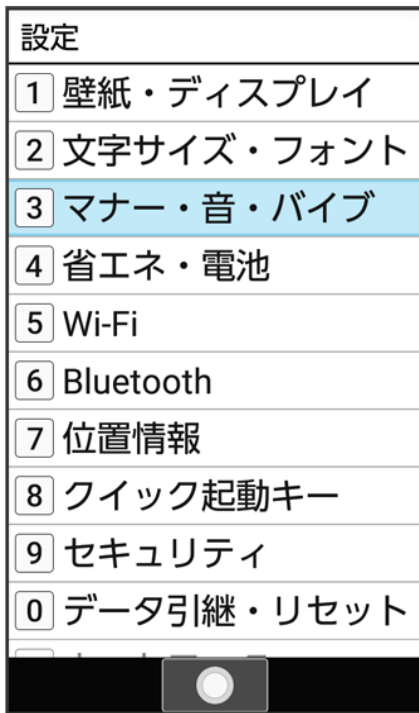 設定
1 壁紙・ディスプレイ
2 文字サイズ・フォント
3 マナー・音・バイブ
4 省エネ・電池
5 Wi-Fi
6 Bluetooth
7 位置情報
8 クイック起動キー
9 セキュリティ
0 データ引継・リセット